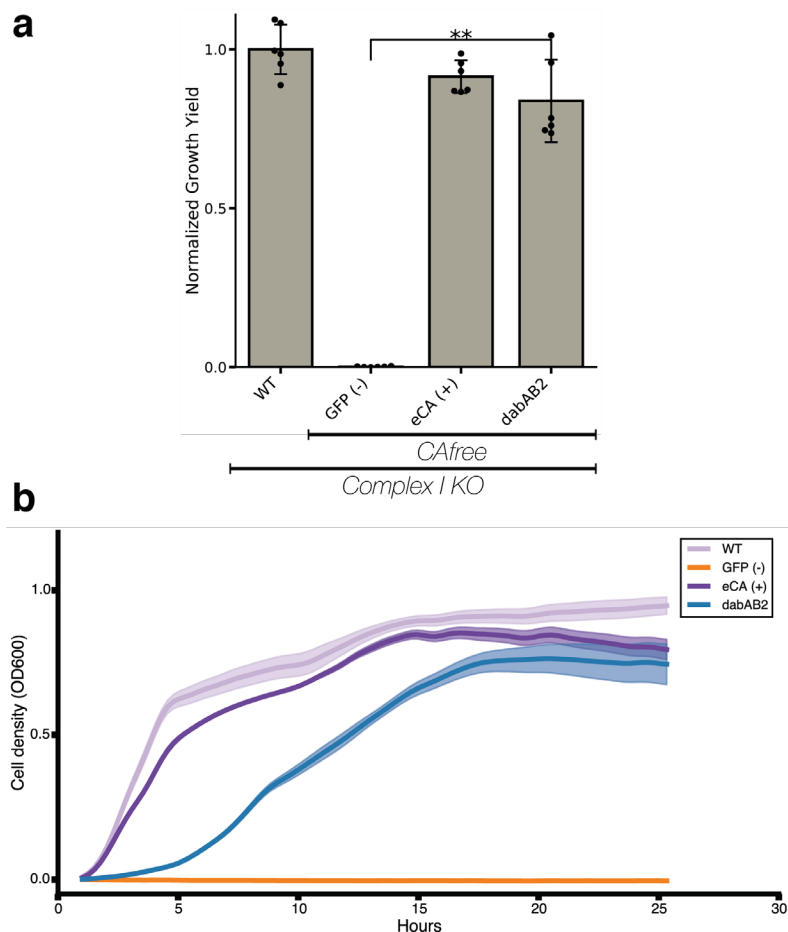 a
Normalized Growth Yield
1.0
0.5
0.0
**
WT
GFP (-)
eCA (+)
dabAB2
CAfree
Complex I KO
b
Cell density (OD600)
1.0
0.5
0.0
WT
GFP (-)
eCA (+)
dabAB2
0
5
10
15
20
25
30
Hours